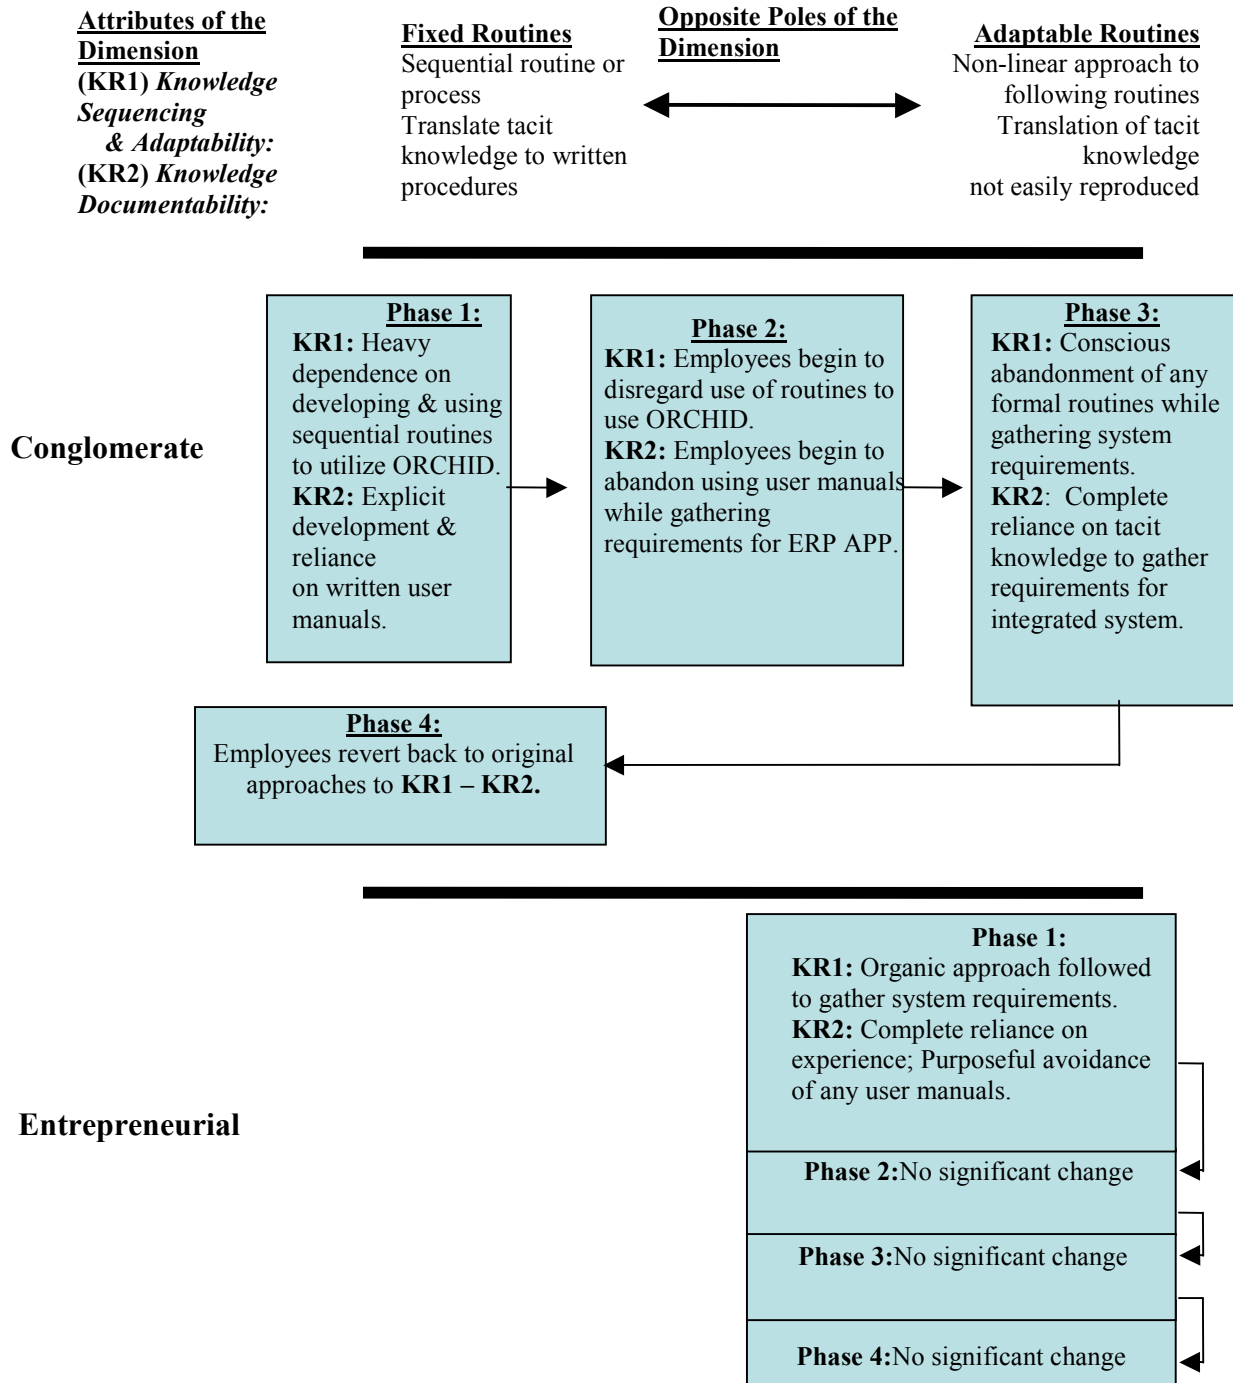 Attributes of the
Dimension
(KR1) Knowledge
Sequencing
& Adaptability:
(KR2) Knowledge
Documentability:
Fixed Routines
Sequential routine or
process
Translate tacit
knowledge to written
procedures
Opposite Poles of the
Dimension
Adaptable Routines
Non-linear approach to
following routines
Translation of tacit
knowledge
not easily reproduced
Conglomerate
Phase 1:
KR1: Heavy
dependence on
developing & using
sequential routines
to utilize ORCHID.
KR2: Explicit
development &
reliance
on written user
manuals.
Phase 2:
KR1: Employees begin to
disregard use of routines to
use ORCHID.
KR2: Employees begin to
abandon using user manuals
while gathering
requirements for ERP APP.
Phase 3:
KR1: Conscious
abandonment of any
formal routines while
gathering system
requirements.
KR2: Complete
reliance on tacit
knowledge to gather
requirements for
integrated system.
Phase 4:
Employees revert back to original
approaches to KR1 – KR2.
Entrepreneurial
Phase 1:
KR1: Organic approach followed
to gather system requirements.
KR2: Complete reliance on
experience; Purposeful avoidance
of any user manuals.
Phase 2:No significant change
Phase 3:No significant change
Phase 4:No significant change